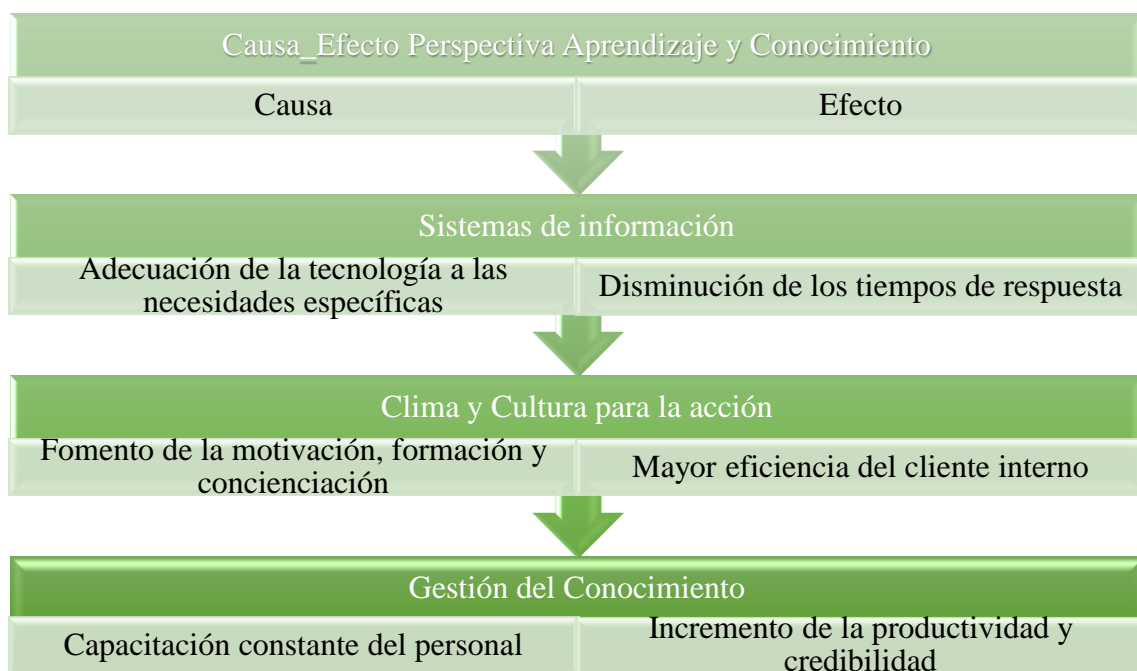 Causa_Efecto Perspectiva Aprendizaje y Conocimiento
Causa
Efecto
Sistemas de información
Adecuación de la tecnología a las
necesidades específicas
Disminución de los tiempos de respuesta
Clima y Cultura para la acción
Fomento de la motivación, formación y
concienciación
Mayor eficiencia del cliente interno
Gestión del Conocimiento
Capacitación constante del personal
Incremento de la productividad y
credibilidad